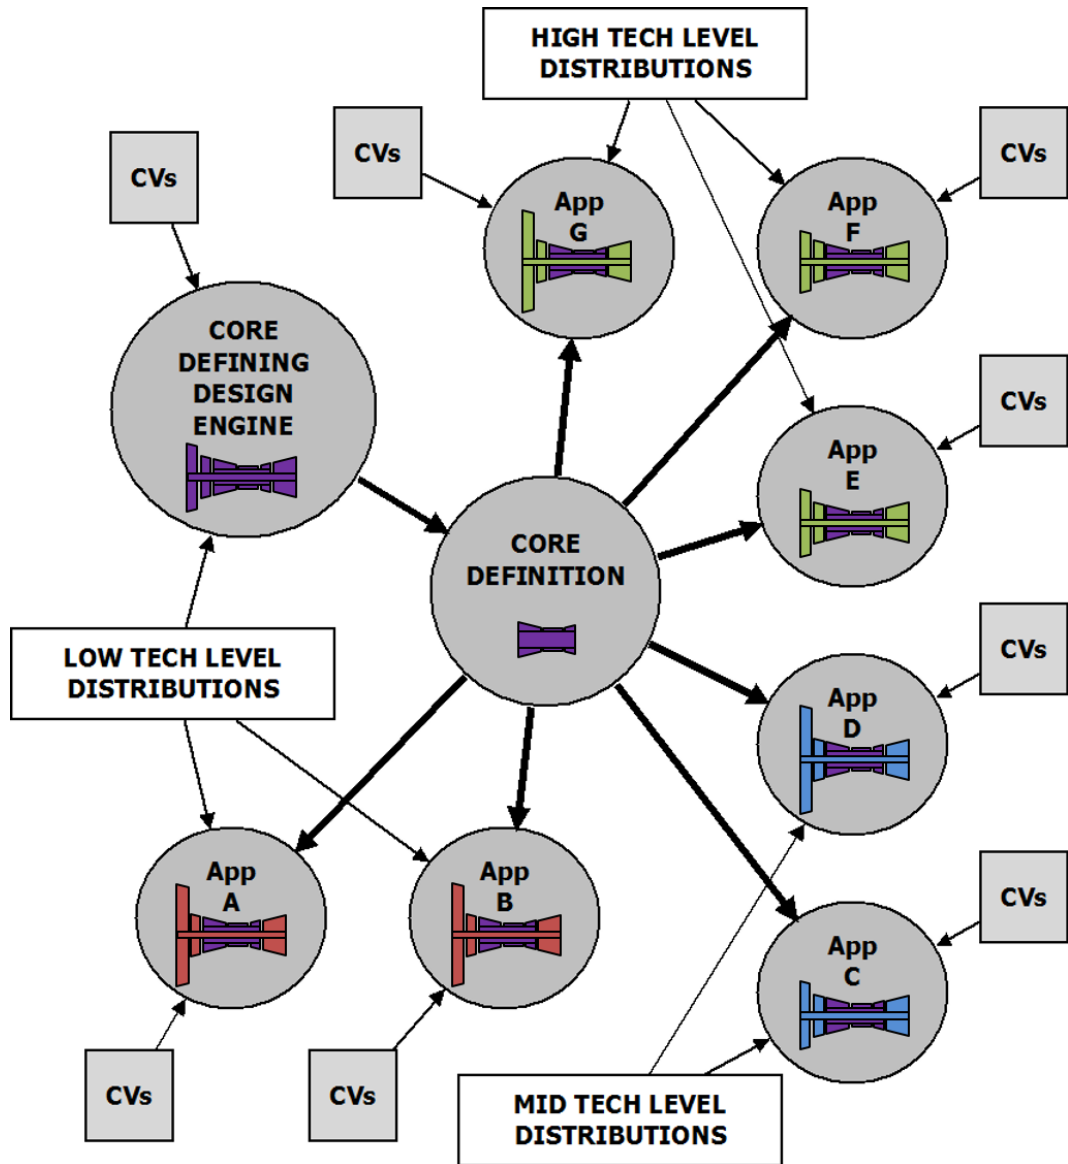 HIGH TECH LEVEL
DISTRIBUTIONS
CVs
CVs
CVs
App
G
App
F
CORE
DEFINING
DESIGN
ENGINE
CVs
App
E
CORE
DEFINITION
LOW TECH LEVEL
DISTRIBUTIONS
CVs
App
D
App
A
App
B
CVs
App
C
CVs
CVs
MID TECH LEVEL
DISTRIBUTIONS